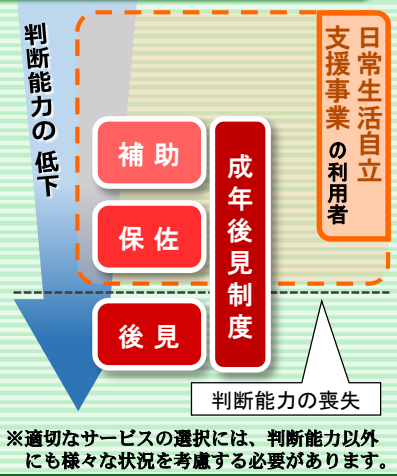 判断能力の 低下
日常生活自立
支援事業 の利用者
補 助
保 佐
後 見
成年後見制度
判断能力の喪失
※適切なサービスの選択には、判断能力以外
にも様々な状況を考慮する必要があります。